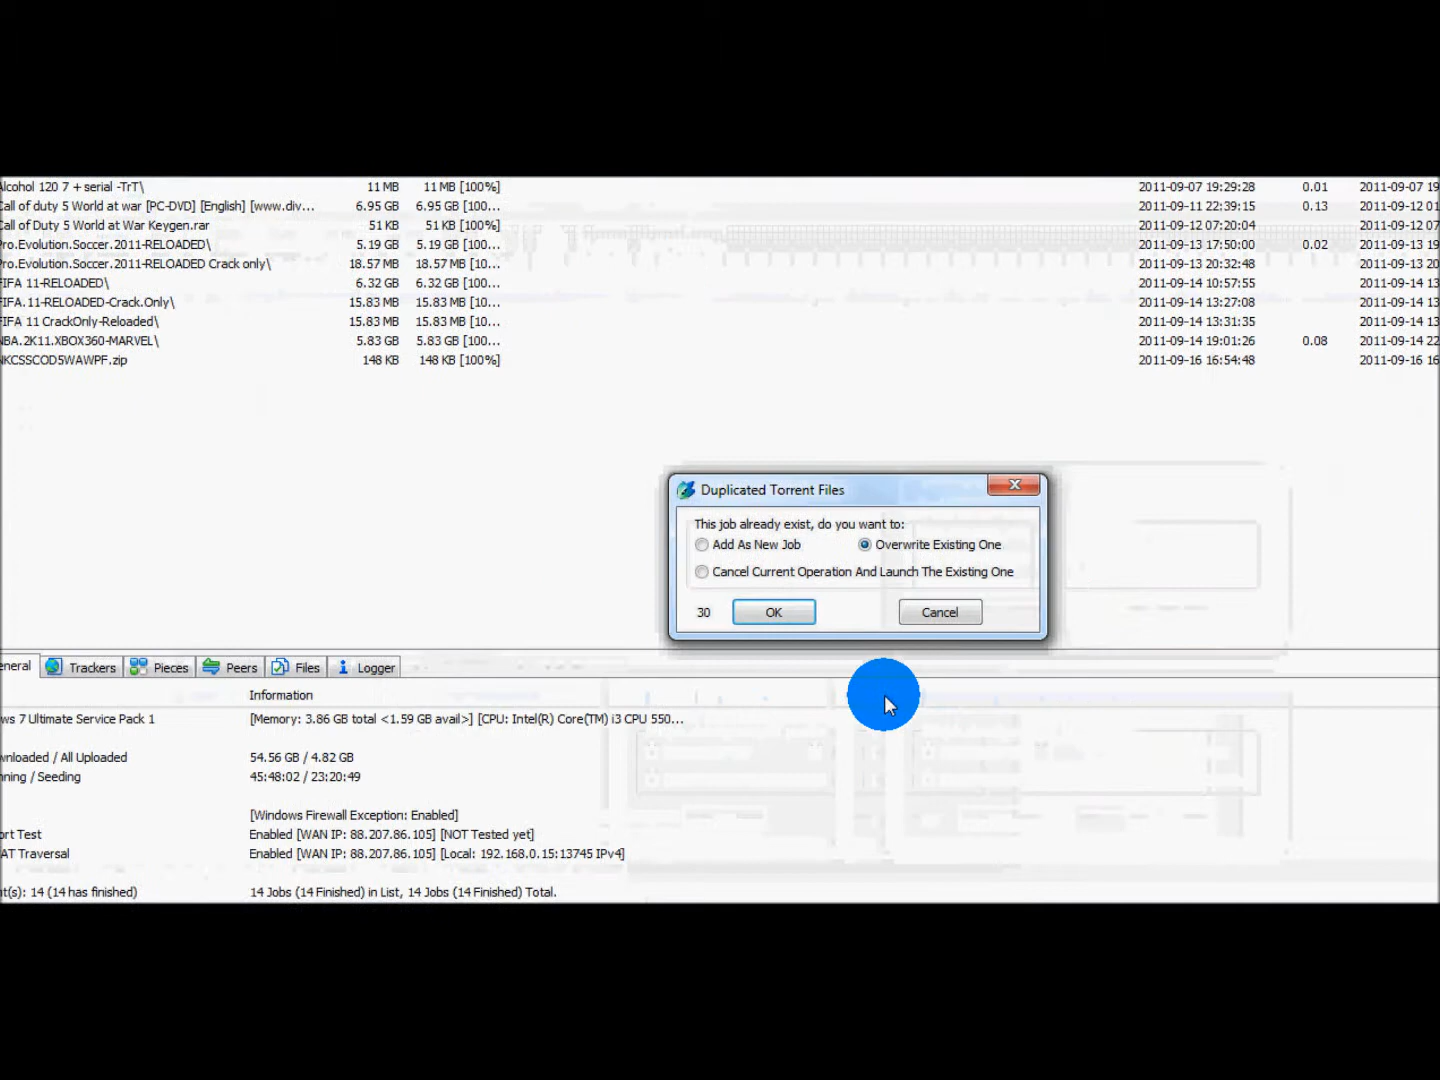 Alcohol 120 7 + serial -TrT\ 11 MB 11 MB [100%] 2011-09-07 19:29:28 0.01 2011-09-07 19
Call of duty 5 World at war [PC-DVD] [English] [www.div... 6.95 GB 6.95 GB [100... 2011-09-11 22:39:15 0.13 2011-09-12 01
Call of Duty 5 World at War Keygen.rar 51 KB 51 KB [100%] 2011-09-12 07:20:04 2011-09-12 07
Pro.Evolution.Soccer.2011-RELOADED\ 5.19 GB 5.19 GB [100... 2011-09-13 17:50:00 0.02 2011-09-13 19
Pro.Evolution.Soccer.2011-RELOADED Crack only\ 18.57 MB 18.57 MB [10... 2011-09-13 20:32:48 2011-09-13 20
FIFA 11-RELOADED\ 6.32 GB 6.32 GB [100... 2011-09-14 10:57:55 2011-09-14 13
FIFA.11-RELOADED-Crack.Only\ 15.83 MB 15.83 MB [10... 2011-09-14 13:27:08 2011-09-14 13
FIFA 11 CrackOnly-Reloaded\ 15.83 MB 15.83 MB [10... 2011-09-14 13:31:35 2011-09-14 13
NBA.2K11.XBOX360-MARVEL\ 5.83 GB 5.83 GB [100... 2011-09-14 19:01:26 0.08 2011-09-14 22
NKCSSCOD5WAWPF.zip 148 KB 148 KB [100%] 2011-09-16 16:54:48 2011-09-16 16
Duplicated Torrent Files
This job already exist, do you want to:
Add As New Job Overwrite Existing One
Cancel Current Operation And Launch The Existing One
30 OK Cancel
eneral Trackers Pieces Peers Files Logger
Information
ws 7 Ultimate Service Pack 1 [Memory: 3.86 GB total <1.59 GB avail>] [CPU: Intel(R) Core(TM) i3 CPU 550...
wnloaded / All Uploaded 54.56 GB / 4.82 GB
nning / Seeding 45:48:02 / 23:20:49
[Windows Firewall Exception: Enabled]
ort Test Enabled [WAN IP: 88.207.86.105] [NOT Tested yet]
AT Traversal Enabled [WAN IP: 88.207.86.105] [Local: 192.168.0.15:13745 IPv4]
nt(s): 14 (14 has finished) 14 Jobs (14 Finished) in List, 14 Jobs (14 Finished) Total.